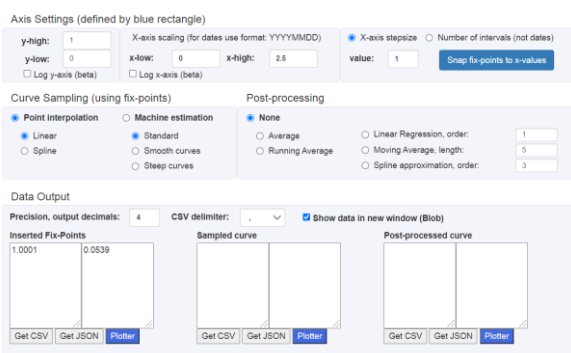 Axis Settings (defined by blue rectangle)
y-high: 1
y-low: 0
Log y-axis (beta)
X-axis scaling (for dates use format: YYYYMMDD)
x-low: 0 x-high: 2.5
Log x-axis (beta)
X-axis stepsize Number of intervals (not dates)
value: 1 Snap fix-points to x-values
Curve Sampling (using fix-points)
Point interpolation Machine estimation
Linear Standard
Spline Smooth curves
Steep curves
Post-processing
None
Average Linear Regression, order: 1
Running Average Moving Average, length: 5
Spline approximation, order: 3
Data Output
Precision, output decimals: 4 CSV delimiter: , Show data in new window (Blob)
Inserted Fix-Points Sampled curve Post-processed curve
1.0001 0.0539
Get CSV Get JSON Plotter Get CSV Get JSON Plotter Get CSV Get JSON Plotter